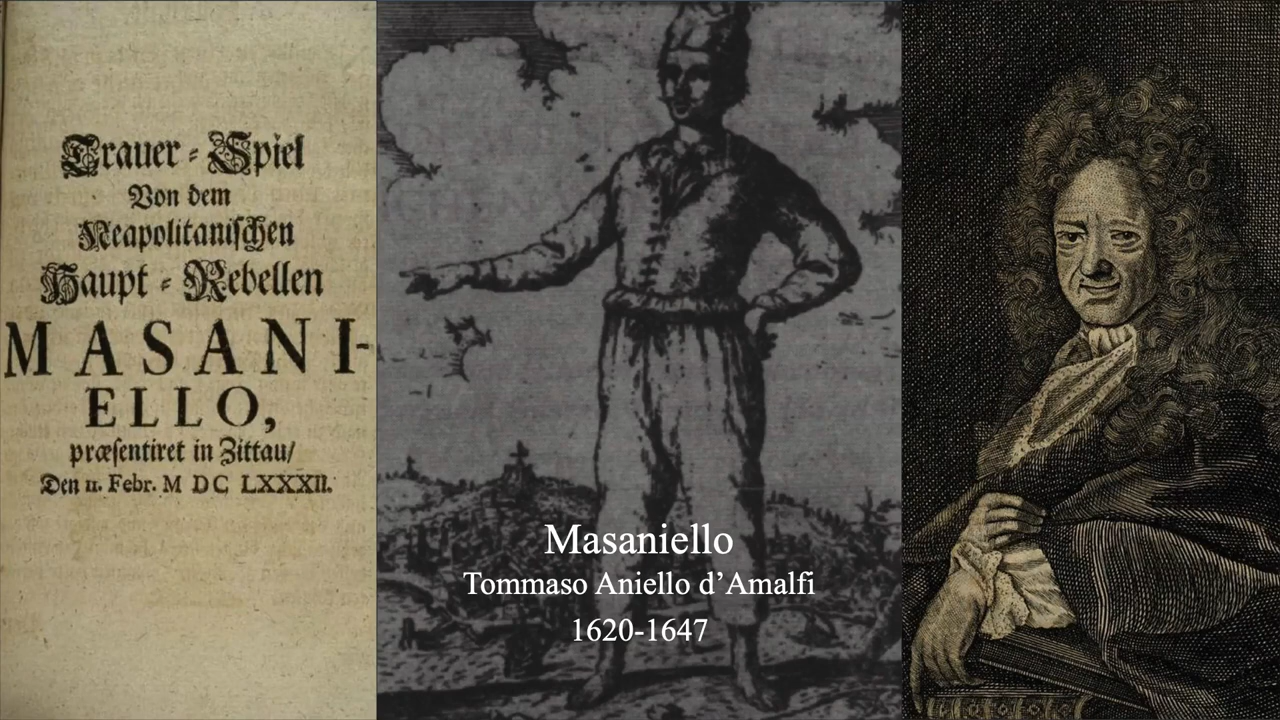 Trauer-Spiel
Von dem
Neapolitaniſchen
Haupt-Rebellen
MASANI-
ELLO,
præſentiret in Zittau/
Den 11. Febr. M DC LXXXII.
Masaniello
Tommaso Aniello d’Amalfi
1620-1647